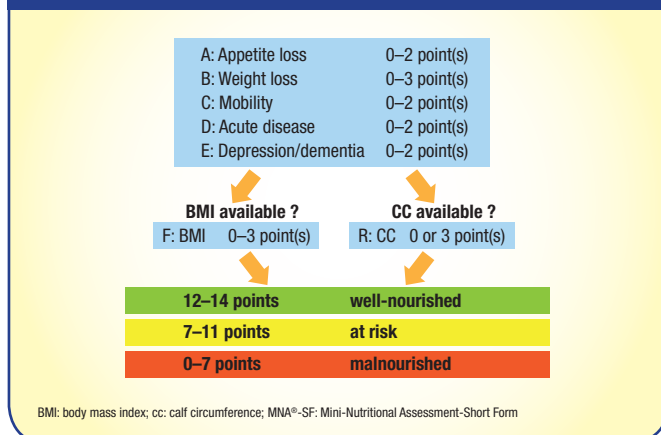 A: Appetite loss 0–2 point(s)
B: Weight loss 0–3 point(s)
C: Mobility 0–2 point(s)
D: Acute disease 0–2 point(s)
E: Depression/dementia 0–2 point(s)
BMI available ? CC available ?
F: BMI 0–3 point(s) R: CC 0 or 3 point(s)
12–14 points well-nourished
7–11 points at risk
0–7 points malnourished
BMI: body mass index; cc: calf circumference; MNA®-SF: Mini-Nutritional Assessment-Short Form